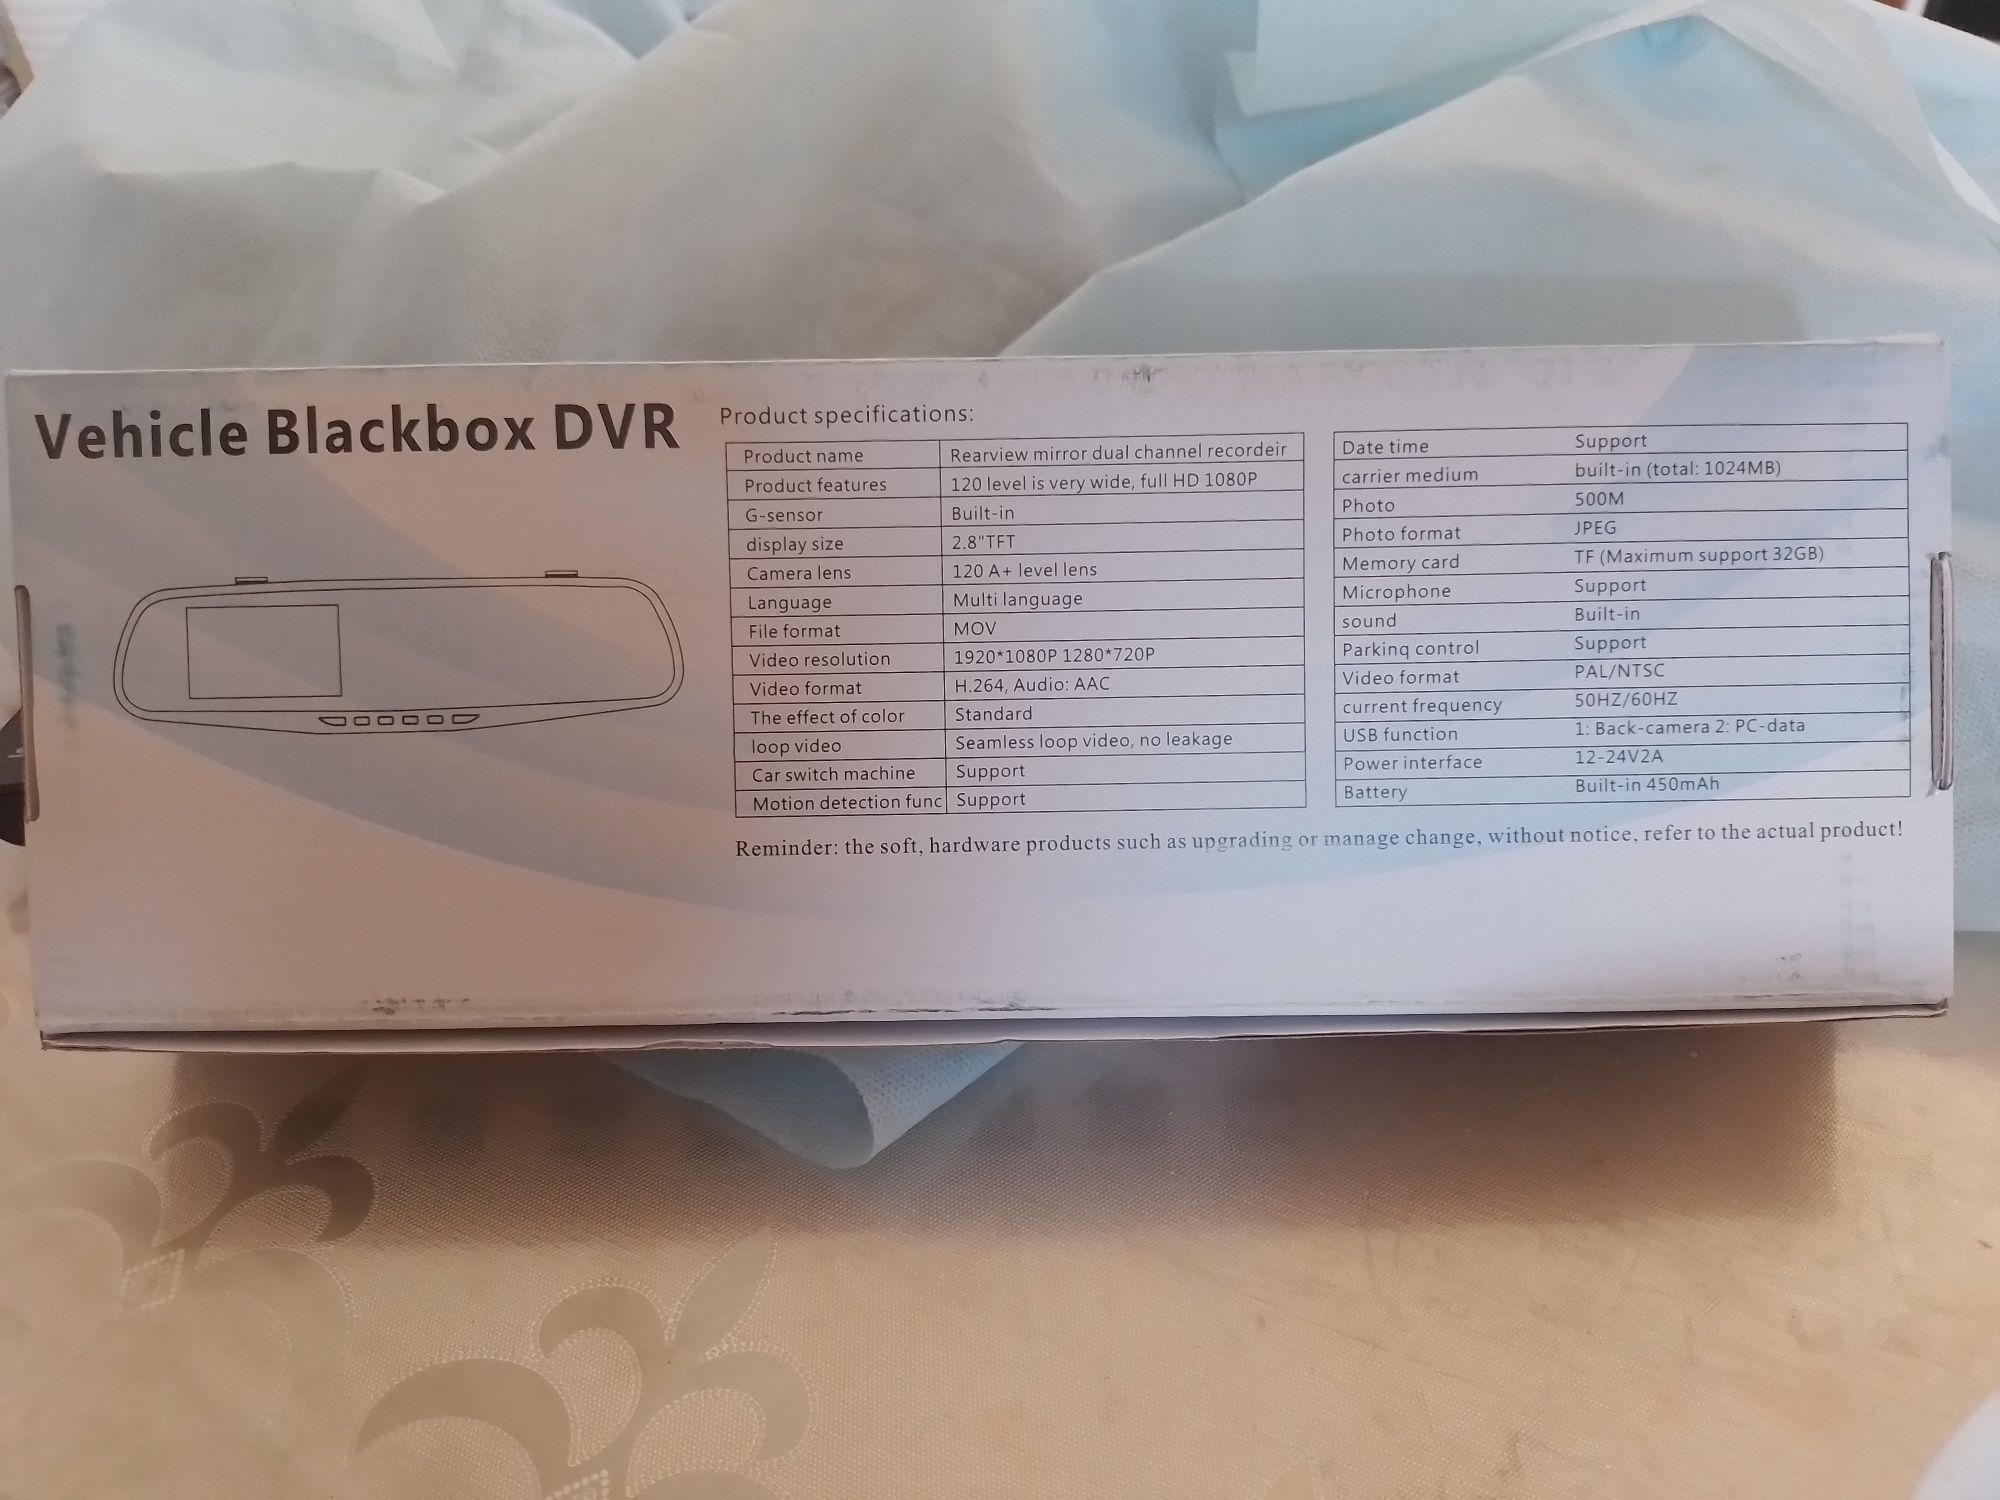 Vehicle Blackbox DVR
Product specifications:
Product name Rearview mirror dual channel recordeir
Product features 120 level is very wide, full HD 1080P
G-sensor Built-in
display size 2.8"TFT
Camera lens 120 A+ level lens
Language Multi language
File format MOV
Video resolution 1920*1080P 1280*720P
Video format H.264, Audio: AAC
The effect of color Standard
loop video Seamless loop video, no leakage
Car switch machine Support
Motion detection func Support
Date time Support
carrier medium built-in (total: 1024MB)
Photo 500M
Photo format JPEG
Memory card TF (Maximum support 32GB)
Microphone Support
sound Built-in
Parking control Support
Video format PAL/NTSC
current frequency 50HZ/60HZ
USB function 1: Back-camera 2: PC-data
Power interface 12-24V2A
Battery Built-in 450mAh
Reminder: the soft, hardware products such as upgrading or manage change, without notice, refer to the actual product!